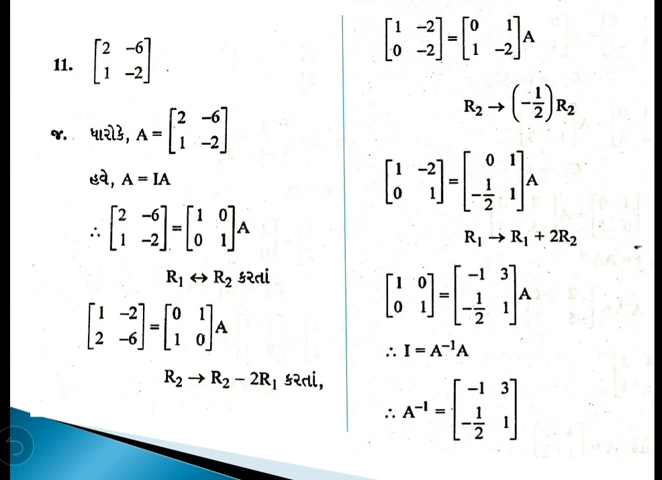 11. [2 −6; 1 −2]
જ. ધારોકે, A = [2 −6; 1 −2]
હવે, A = IA
∴ [2 −6; 1 −2] = [1 0; 0 1] A
R₁ ↔ R₂ કરતાં
[1 −2; 2 −6] = [0 1; 1 0] A
R₂ → R₂ − 2R₁ કરતાં,
[1 −2; 0 −2] = [0 1; 1 −2] A
R₂ → (−1/2) R₂
[1 −2; 0 1] = [0 1; −1/2 1] A
R₁ → R₁ + 2R₂
[1 0; 0 1] = [−1 3; −1/2 1] A
∴ I = A⁻¹A
∴ A⁻¹ = [−1 3; −1/2 1]